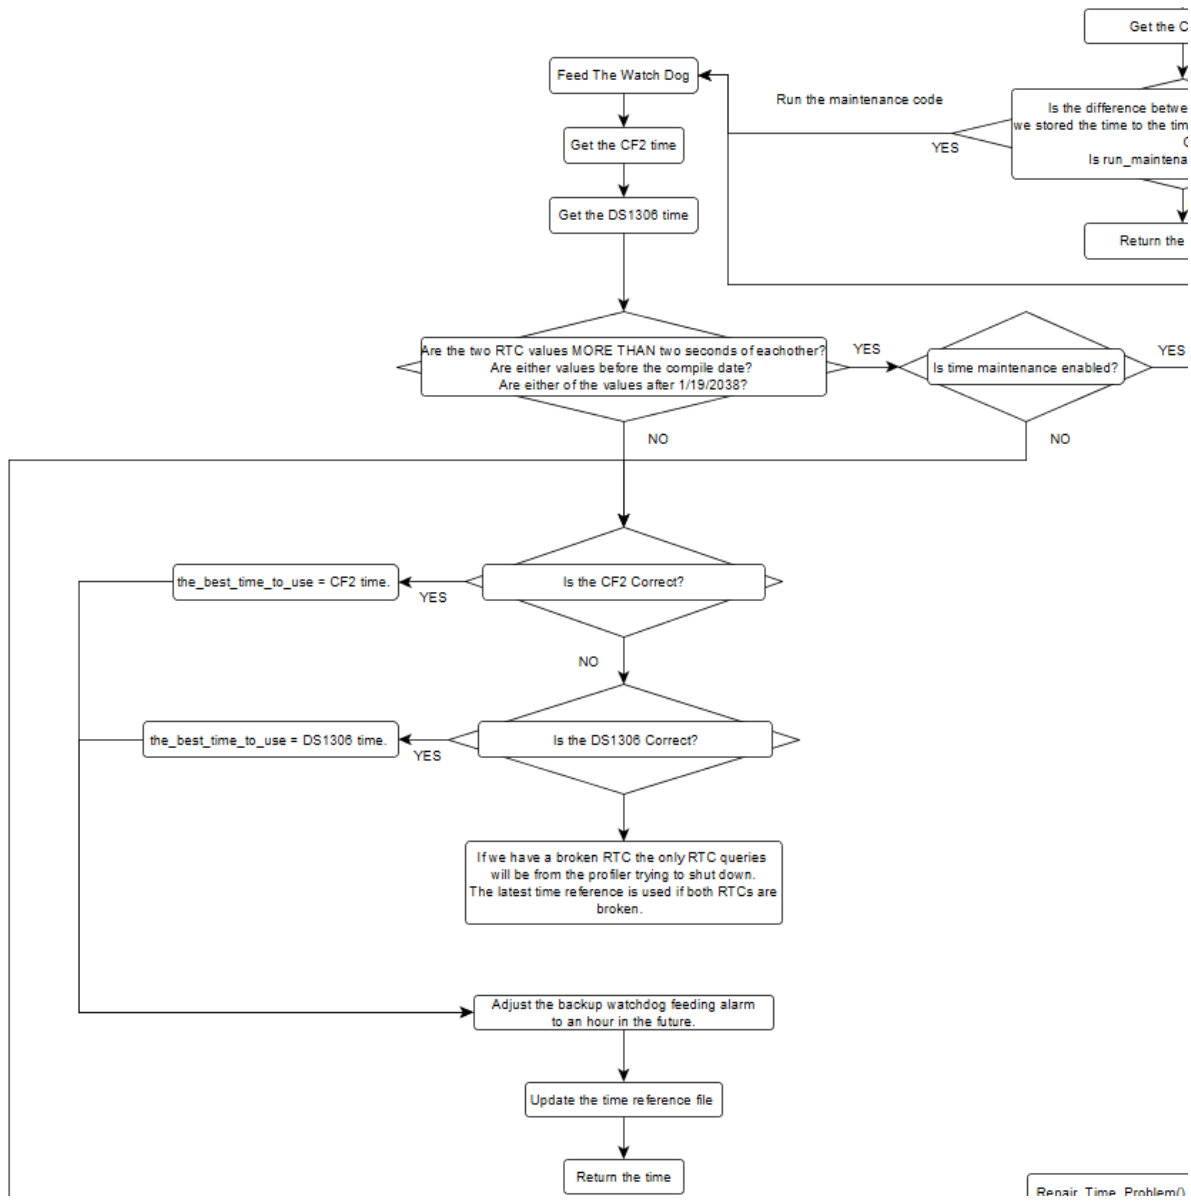 Get the C
Feed The Watch Dog
Run the maintenance code
Is the difference betwe
we stored the time to the tim
C
Is run_maintena
YES
Get the CF2 time
Get the DS1306 time
Return the
Are the two RTC values MORE THAN two seconds of eachother?
Are either values before the compile date?
Are either of the values after 1/19/2038?
YES
Is time maintenance enabled?
YES
NO
NO
the_best_time_to_use = CF2 time.
YES
Is the CF2 Correct?
NO
the_best_time_to_use = DS1306 time.
YES
Is the DS1306 Correct?
If we have a broken RTC the only RTC queries
will be from the profiler trying to shut down.
The latest time reference is used if both RTCs are
broken.
Adjust the backup watchdog feeding alarm
to an hour in the future.
Update the time reference file
Return the time
Repair_Time_Problem()